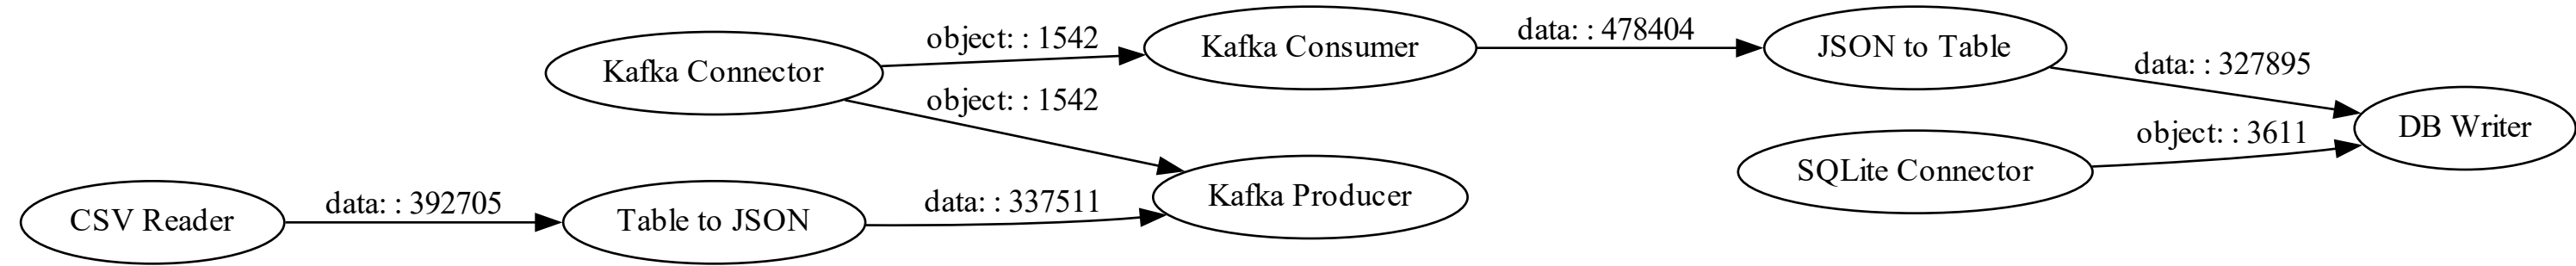 Kafka Connector
object: : 1542
Kafka Consumer
data: : 478404
JSON to Table
data: : 327895
object: : 1542
DB Writer
SQLite Connector
object: : 3611
CSV Reader
data: : 392705
Table to JSON
data: : 337511
Kafka Producer